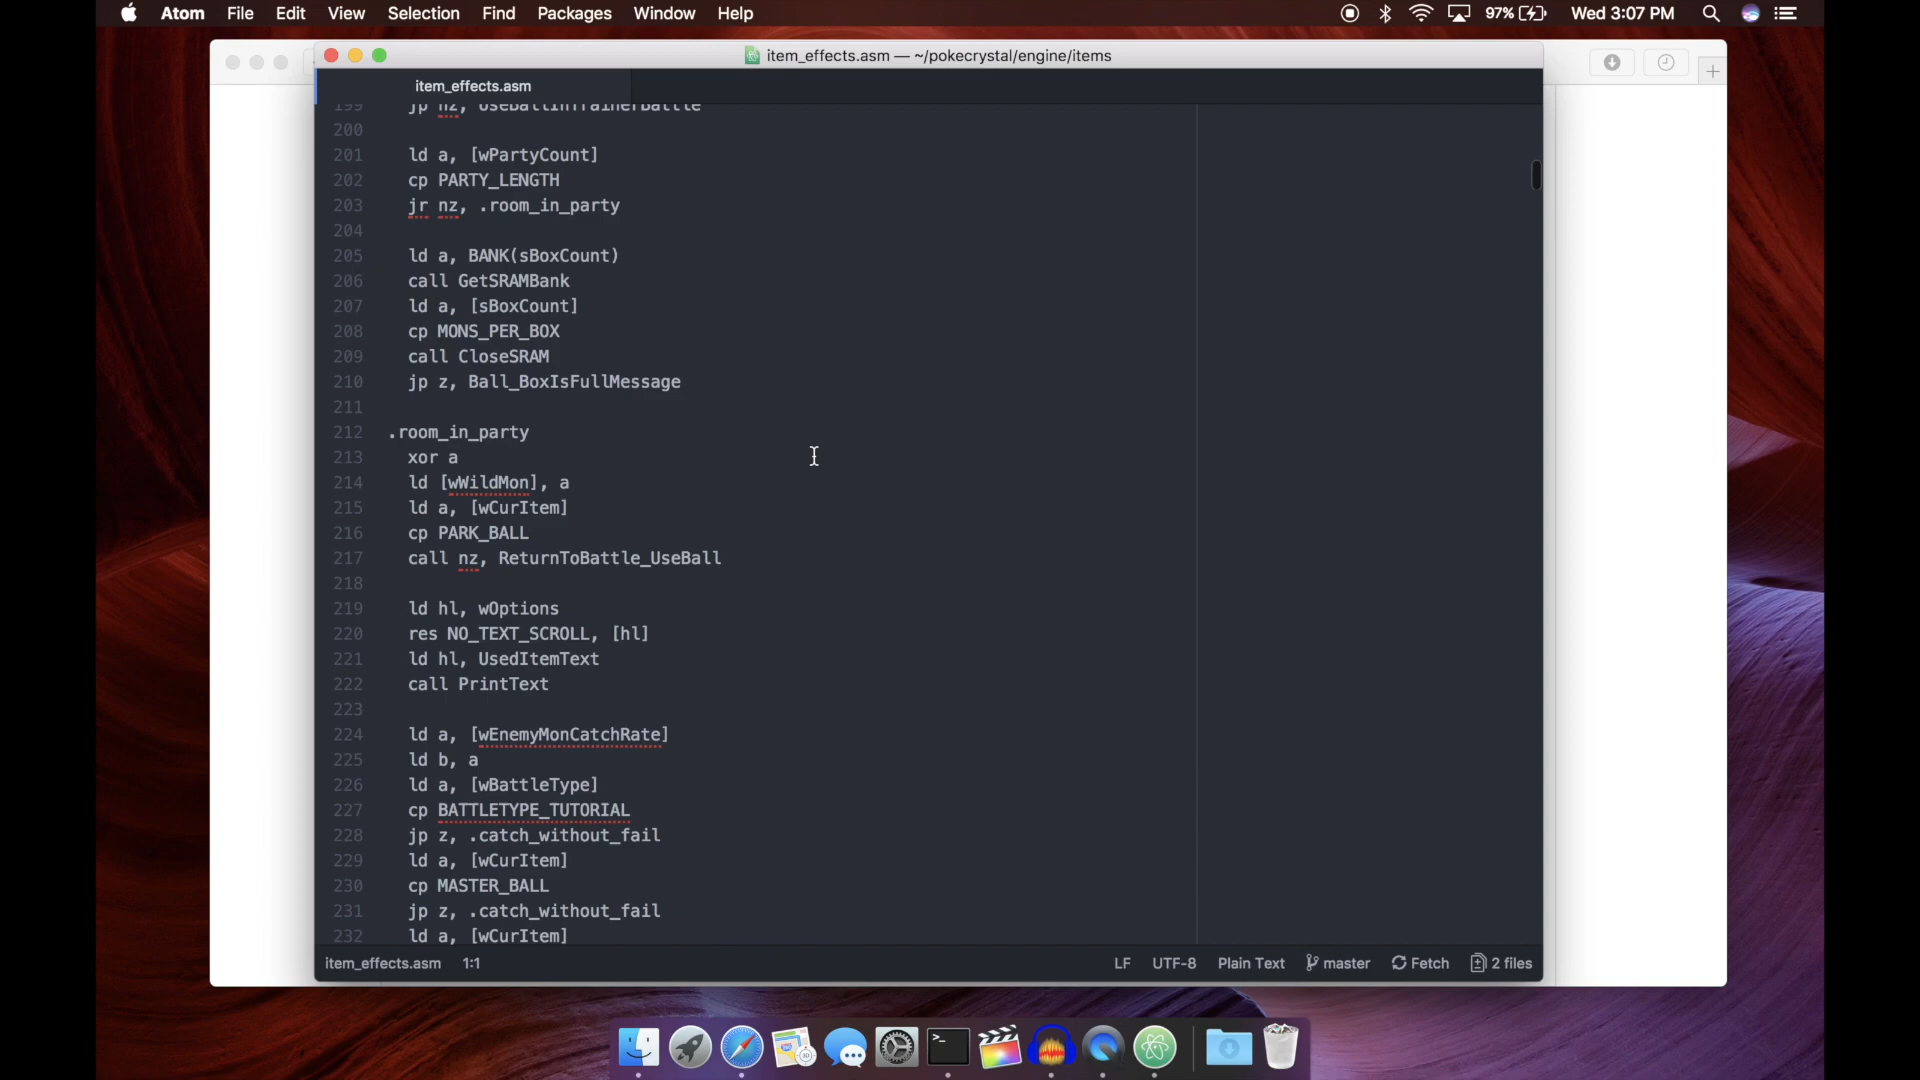 Atom File Edit View Selection Find Packages Window Help 97% Wed 3:07 PM
item_effects.asm — ~/pokecrystal/engine/items
item_effects.asm
199 jp nz, UseBallInTrainerBattle
200
201 ld a, [wPartyCount]
202 cp PARTY_LENGTH
203 jr nz, .room_in_party
204
205 ld a, BANK(sBoxCount)
206 call GetSRAMBank
207 ld a, [sBoxCount]
208 cp MONS_PER_BOX
209 call CloseSRAM
210 jp z, Ball_BoxIsFullMessage
211
212 .room_in_party
213 xor a
214 ld [wWildMon], a
215 ld a, [wCurItem]
216 cp PARK_BALL
217 call nz, ReturnToBattle_UseBall
218
219 ld hl, wOptions
220 res NO_TEXT_SCROLL, [hl]
221 ld hl, UsedItemText
222 call PrintText
223
224 ld a, [wEnemyMonCatchRate]
225 ld b, a
226 ld a, [wBattleType]
227 cp BATTLETYPE_TUTORIAL
228 jp z, .catch_without_fail
229 ld a, [wCurItem]
230 cp MASTER_BALL
231 jp z, .catch_without_fail
232 ld a, [wCurItem]
item_effects.asm 1:1 LF UTF-8 Plain Text master Fetch 2 files